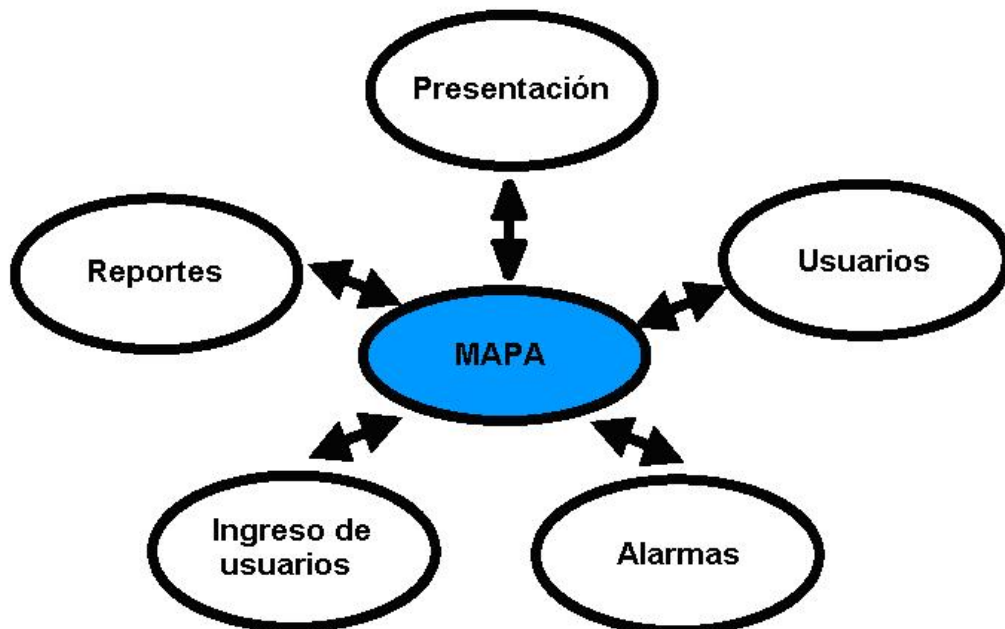 Presentación
Reportes
Usuarios
MAPA
Ingreso de
usuarios
Alarmas